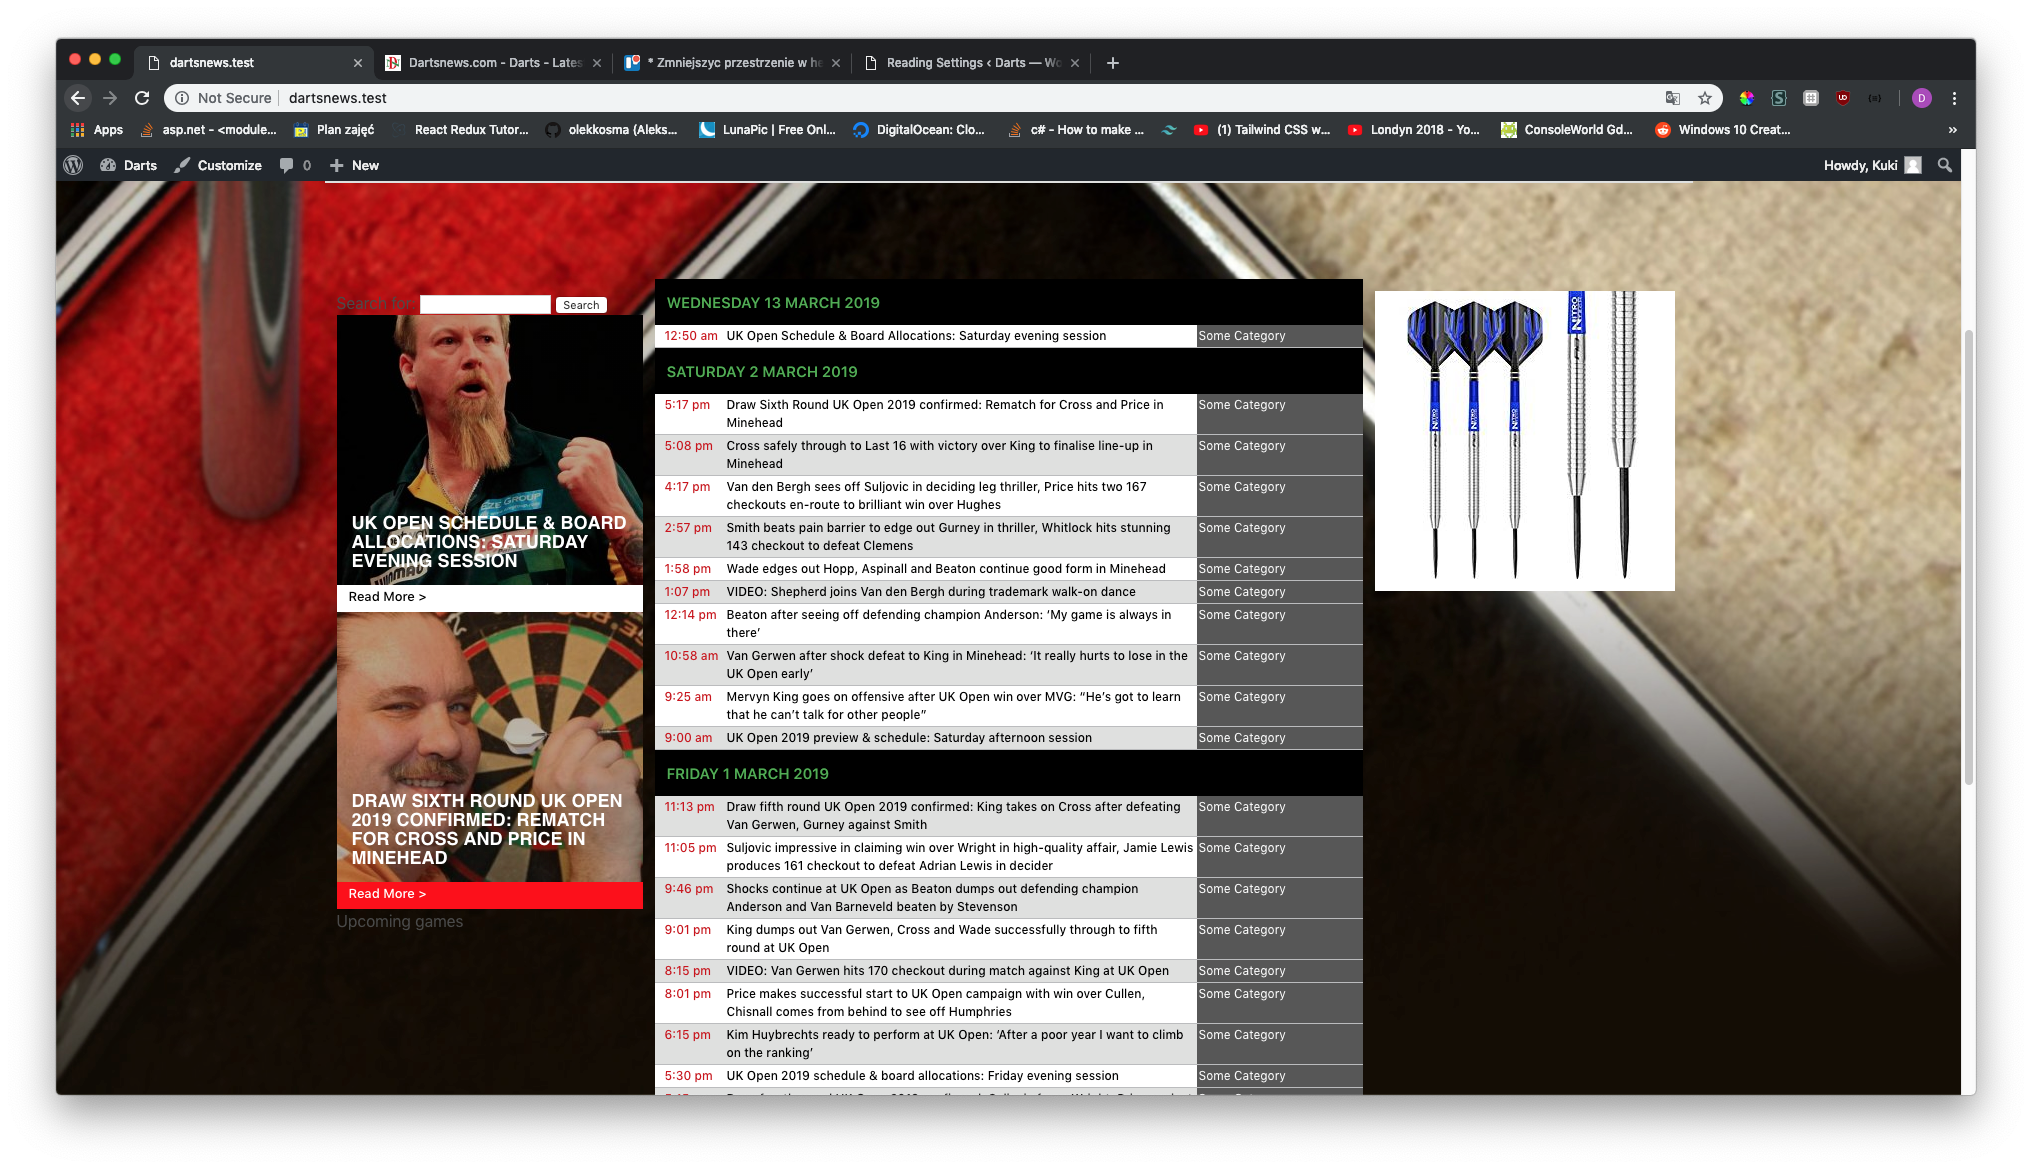 dartsnews.test
Dartsnews.com - Darts - Lates
* Zmniejszyc przestrzenie w he
Reading Settings ‹ Darts — Wo
Not Secure
dartsnews.test
Apps
asp.net - <module...
Plan zajęć
React Redux Tutor...
olekkosma (Aleks...
LunaPic | Free Onl...
DigitalOcean: Clo...
c# - How to make ...
(1) Tailwind CSS w...
Londyn 2018 - Yo...
ConsoleWorld Gd...
Windows 10 Creat...
»
Darts
Customize
0
New
Howdy, Kuki
Search for:
Search
UK OPEN SCHEDULE & BOARD
ALLOCATIONS: SATURDAY
EVENING SESSION
Read More >
DRAW SIXTH ROUND UK OPEN
2019 CONFIRMED: REMATCH
FOR CROSS AND PRICE IN
MINEHEAD
Read More >
Upcoming games
WEDNESDAY 13 MARCH 2019
12:50 am UK Open Schedule & Board Allocations: Saturday evening session Some Category
SATURDAY 2 MARCH 2019
5:17 pm Draw Sixth Round UK Open 2019 confirmed: Rematch for Cross and Price in Some Category
Minehead
5:08 pm Cross safely through to Last 16 with victory over King to finalise line-up in Some Category
Minehead
4:17 pm Van den Bergh sees off Suljovic in deciding leg thriller, Price hits two 167 Some Category
checkouts en-route to brilliant win over Hughes
2:57 pm Smith beats pain barrier to edge out Gurney in thriller, Whitlock hits stunning Some Category
143 checkout to defeat Clemens
1:58 pm Wade edges out Hopp, Aspinall and Beaton continue good form in Minehead Some Category
1:07 pm VIDEO: Shepherd joins Van den Bergh during trademark walk-on dance Some Category
12:14 pm Beaton after seeing off defending champion Anderson: ‘My game is always in Some Category
there’
10:58 am Van Gerwen after shock defeat to King in Minehead: ‘It really hurts to lose in the Some Category
UK Open early’
9:25 am Mervyn King goes on offensive after UK Open win over MVG: “He’s got to learn Some Category
that he can’t talk for other people”
9:00 am UK Open 2019 preview & schedule: Saturday afternoon session Some Category
FRIDAY 1 MARCH 2019
11:13 pm Draw fifth round UK Open 2019 confirmed: King takes on Cross after defeating Some Category
Van Gerwen, Gurney against Smith
11:05 pm Suljovic impressive in claiming win over Wright in high-quality affair, Jamie Lewis Some Category
produces 161 checkout to defeat Adrian Lewis in decider
9:46 pm Shocks continue at UK Open as Beaton dumps out defending champion Some Category
Anderson and Van Barneveld beaten by Stevenson
9:01 pm King dumps out Van Gerwen, Cross and Wade successfully through to fifth Some Category
round at UK Open
8:15 pm VIDEO: Van Gerwen hits 170 checkout during match against King at UK Open Some Category
8:01 pm Price makes successful start to UK Open campaign with win over Cullen, Some Category
Chisnall comes from behind to see off Humphries
6:15 pm Kim Huybrechts ready to perform at UK Open: ‘After a poor year I want to climb Some Category
on the ranking’
5:30 pm UK Open 2019 schedule & board allocations: Friday evening session Some Category